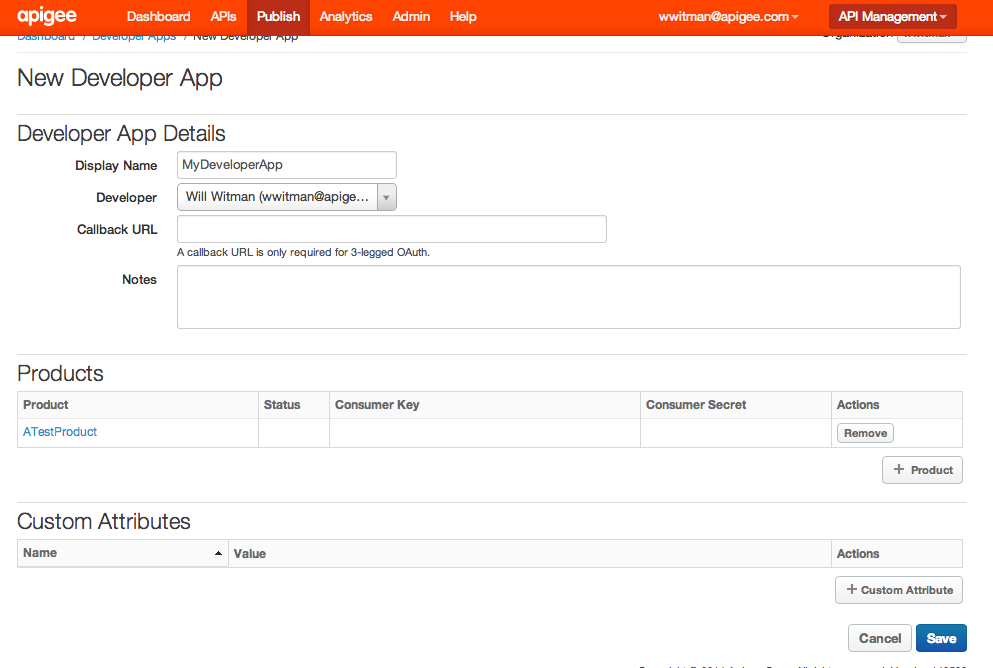 apigee Dashboard APIs Publish Analytics Admin Help wwitman@apigee.com API Management
Dashboard / Developer Apps / New Developer App Organization
New Developer App
Developer App Details
Display Name MyDeveloperApp
Developer Will Witman (wwitman@apige...
Callback URL
A callback URL is only required for 3-legged OAuth.
Notes
Products
Product Status Consumer Key Consumer Secret Actions
ATestProduct Remove
+ Product
Custom Attributes
Name Value Actions
+ Custom Attribute
Cancel Save